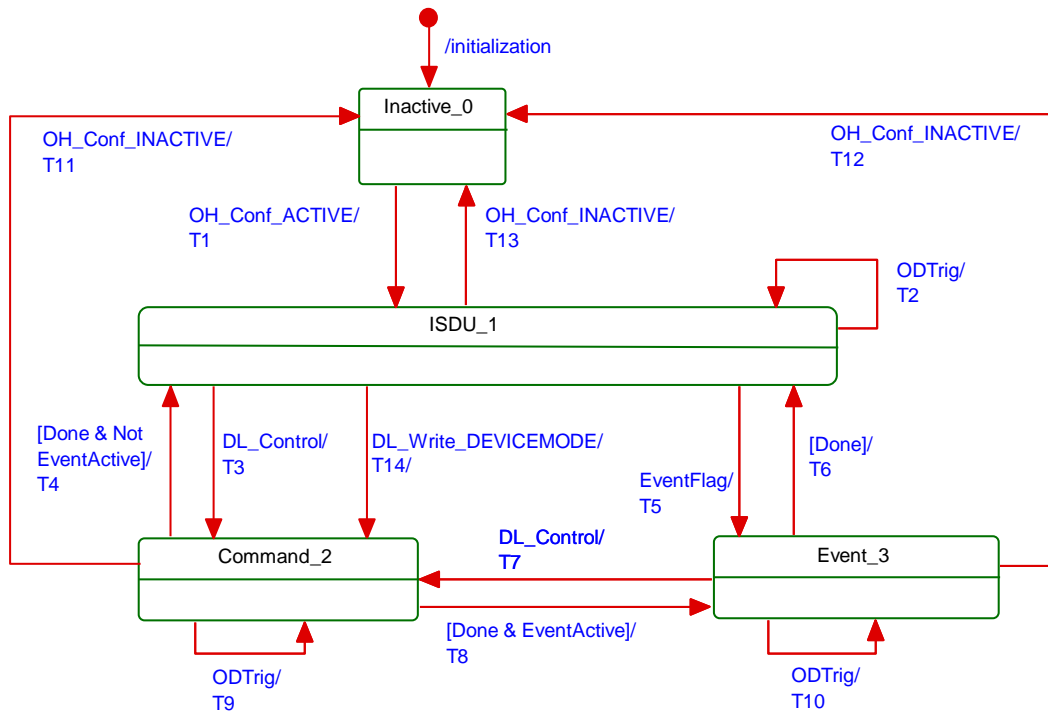 /initialization
Inactive_0
OH_Conf_INACTIVE/
T11
OH_Conf_INACTIVE/
T12
OH_Conf_ACTIVE/
T1
OH_Conf_INACTIVE/
T13
ODTrig/
T2
ISDU_1
[Done & Not
EventActive]/
T4
DL_Control/
T3
DL_Write_DEVICEMODE/
T14/
EventFlag/
T5
[Done]/
T6
Command_2
DL_Control/
T7
Event_3
[Done & EventActive]/
T8
ODTrig/
T9
ODTrig/
T10